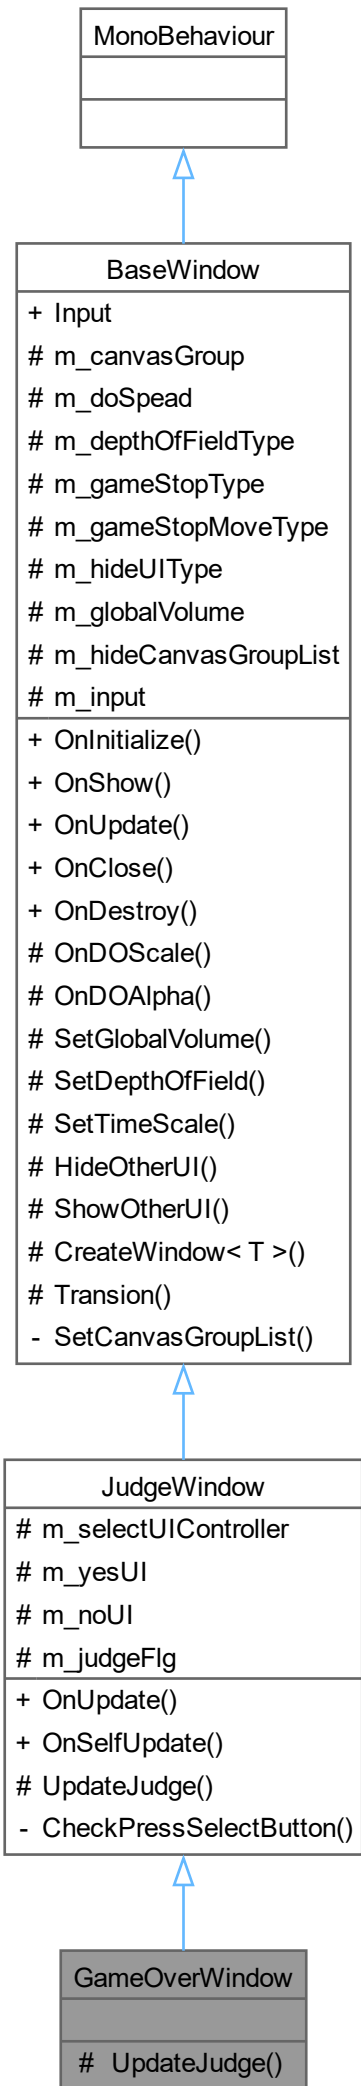 MonoBehaviour
BaseWindow
+ Input
# m_canvasGroup
# m_doSpead
# m_depthOfFieldType
# m_gameStopType
# m_gameStopMoveType
# m_hideUIType
# m_globalVolume
# m_hideCanvasGroupList
# m_input
+ OnInitialize()
+ OnShow()
+ OnUpdate()
+ OnClose()
+ OnDestroy()
# OnDOScale()
# OnDOAlpha()
# SetGlobalVolume()
# SetDepthOfField()
# SetTimeScale()
# HideOtherUI()
# ShowOtherUI()
# CreateWindow< T >()
# Transion()
- SetCanvasGroupList()
JudgeWindow
# m_selectUIController
# m_yesUI
# m_noUI
# m_judgeFlg
+ OnUpdate()
+ OnSelfUpdate()
# UpdateJudge()
- CheckPressSelectButton()
GameOverWindow
# UpdateJudge()